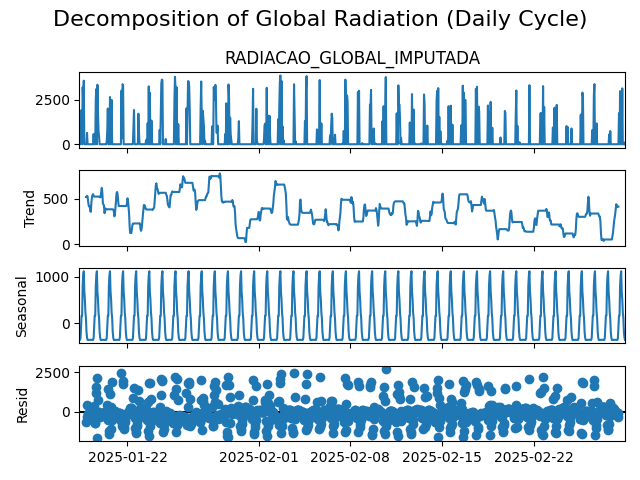 Decomposition of Global Radiation (Daily Cycle)
RADIACAO_GLOBAL_IMPUTADA
2500
0
Trend
500
0
Seasonal
1000
0
Resid
2500
0
2025-01-22 2025-02-01 2025-02-08 2025-02-15 2025-02-22